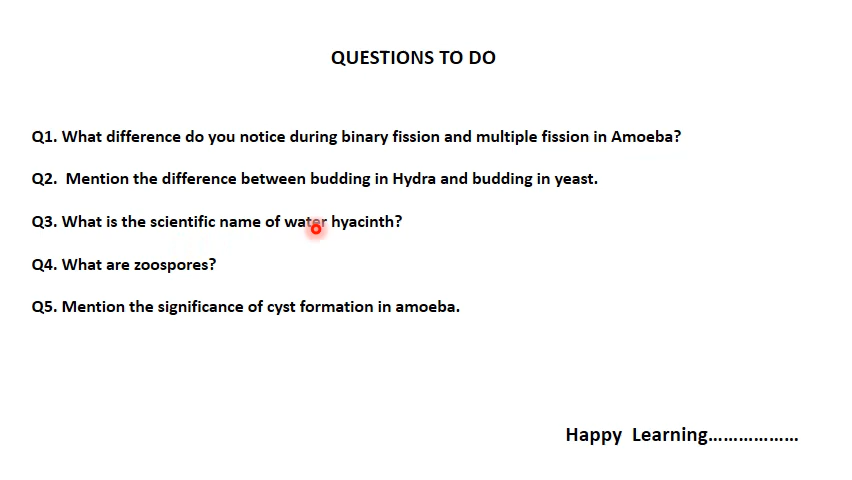 QUESTIONS TO DO
Q1. What difference do you notice during binary fission and multiple fission in Amoeba?
Q2.  Mention the difference between budding in Hydra and budding in yeast.
Q3. What is the scientific name of water hyacinth?
Q4. What are zoospores?
Q5. Mention the significance of cyst formation in amoeba.
Happy  Learning………………